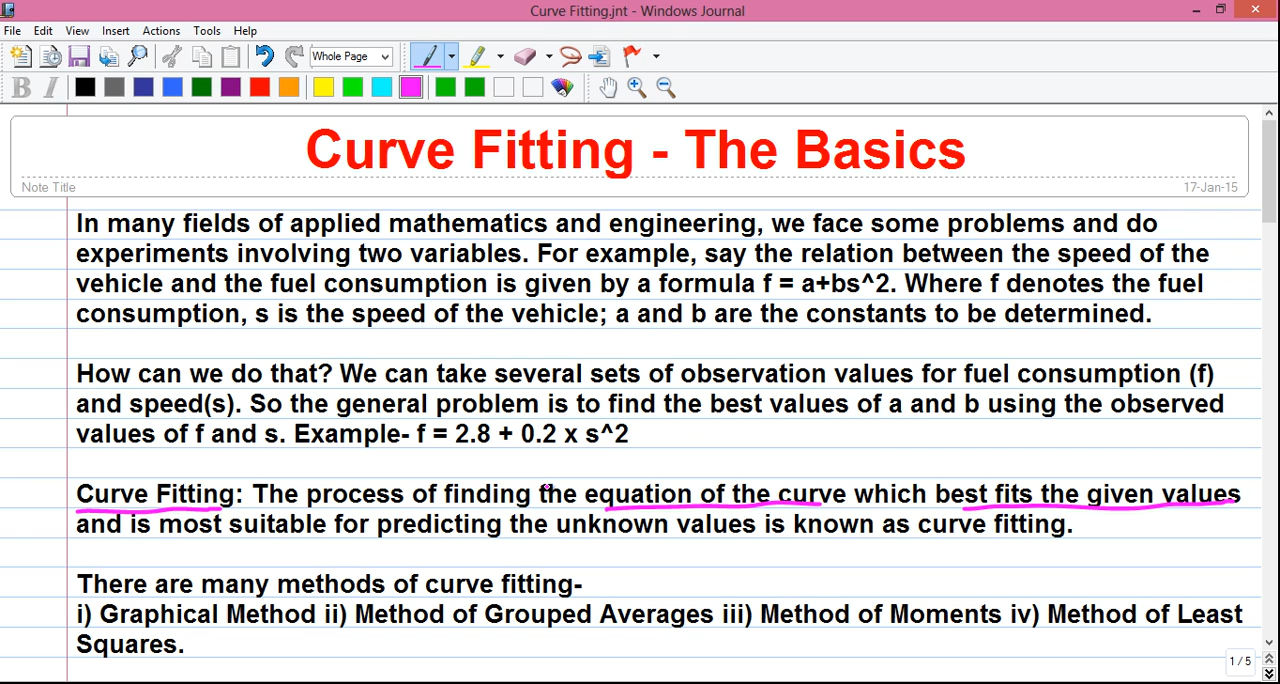 Curve Fitting.jnt - Windows Journal
File Edit View Insert Actions Tools Help
Whole Page
B I
Curve Fitting - The Basics
Note Title 17-Jan-15
In many fields of applied mathematics and engineering, we face some problems and do
experiments involving two variables. For example, say the relation between the speed of the
vehicle and the fuel consumption is given by a formula f = a+bs^2. Where f denotes the fuel
consumption, s is the speed of the vehicle; a and b are the constants to be determined.
How can we do that? We can take several sets of observation values for fuel consumption (f)
and speed(s). So the general problem is to find the best values of a and b using the observed
values of f and s. Example- f = 2.8 + 0.2 x s^2
Curve Fitting: The process of finding the equation of the curve which best fits the given values
and is most suitable for predicting the unknown values is known as curve fitting.
There are many methods of curve fitting-
i) Graphical Method ii) Method of Grouped Averages iii) Method of Moments iv) Method of Least
Squares.
1 / 5